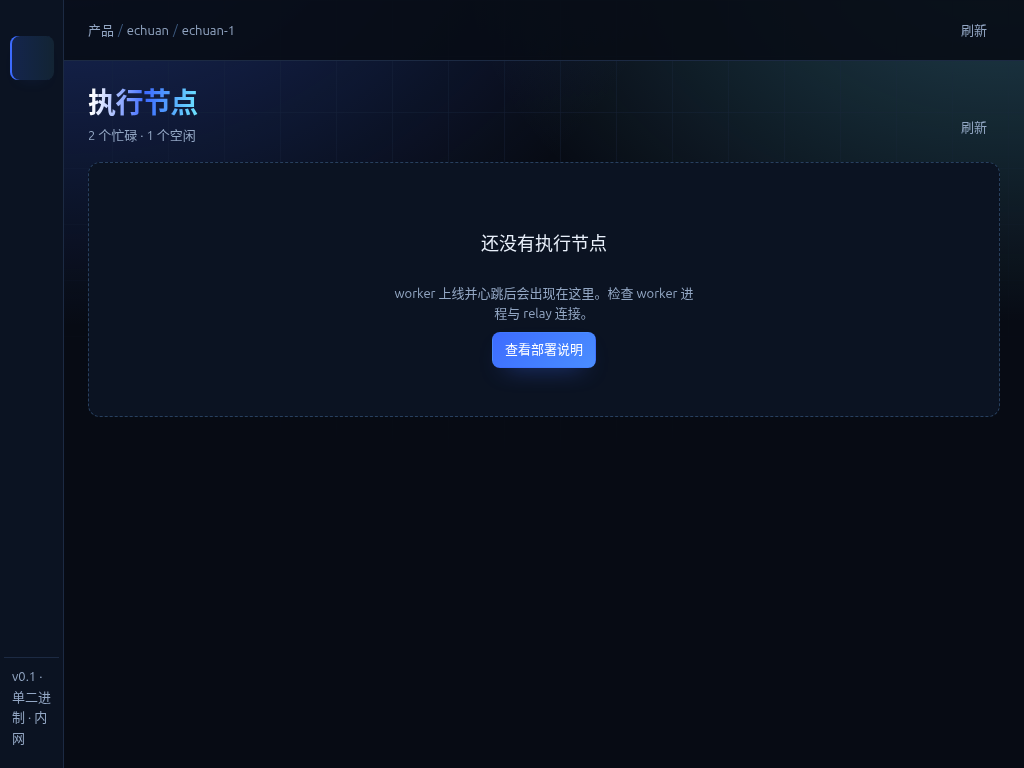 产品 / echuan / echuan-1
刷新
执行节点
2 个忙碌 · 1 个空闲
刷新
还没有执行节点
worker 上线并心跳后会出现在这里。检查 worker 进
程与 relay 连接。
查看部署说明
v0.1 ·
单二进
制 · 内
网